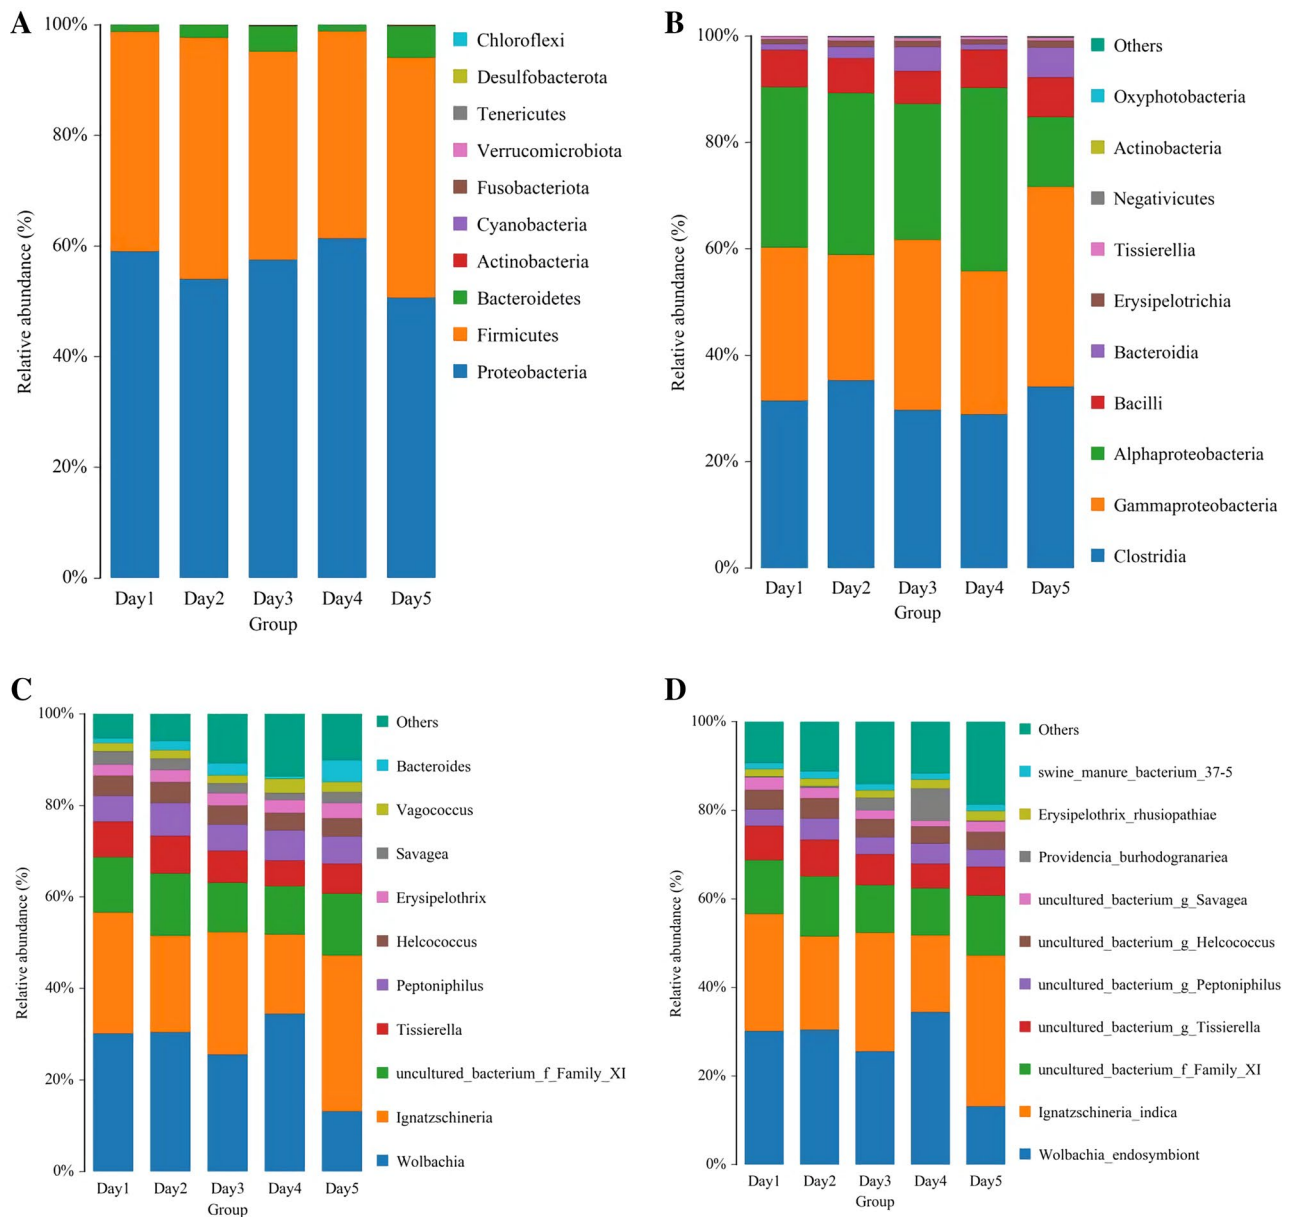 A
Relative abundance (%)
100%
80%
60%
40%
20%
0%
Day1 Day2 Day3 Day4 Day5
Group
Chloroflexi
Desulfobacterota
Tenericutes
Verrucomicrobiota
Fusobacteriota
Cyanobacteria
Actinobacteria
Bacteroidetes
Firmicutes
Proteobacteria
B
Relative abundance (%)
100%
80%
60%
40%
20%
0%
Day1 Day2 Day3 Day4 Day5
Group
Others
Oxyphotobacteria
Actinobacteria
Negativicutes
Tissierellia
Erysipelotrichia
Bacteroidia
Bacilli
Alphaproteobacteria
Gammaproteobacteria
Clostridia
C
Relative abundance (%)
100%
80%
60%
40%
20%
0%
Day1 Day2 Day3 Day4 Day5
Group
Others
Bacteroides
Vagococcus
Savagea
Erysipelothrix
Helcococcus
Peptoniphilus
Tissierella
uncultured_bacterium_f_Family_XI
Ignatzschineria
Wolbachia
D
Relative abundance (%)
100%
80%
60%
40%
20%
0%
Day1 Day2 Day3 Day4 Day5
Group
Others
swine_manure_bacterium_37-5
Erysipelothrix_rhusiopathiae
Providencia_burhodogranariea
uncultured_bacterium_g_Savagea
uncultured_bacterium_g_Helcococcus
uncultured_bacterium_g_Peptoniphilus
uncultured_bacterium_g_Tissierella
uncultured_bacterium_f_Family_XI
Ignatzschineria_indica
Wolbachia_endosymbiont